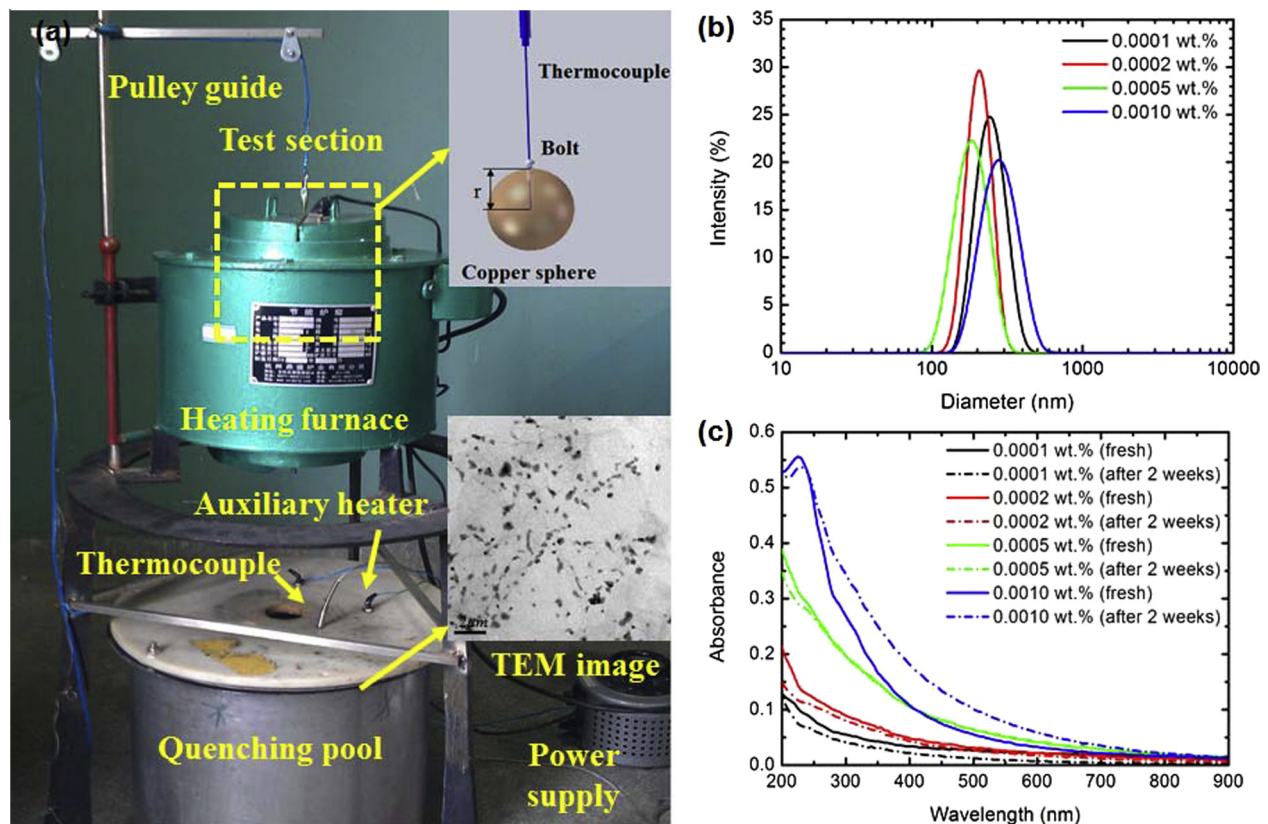 (a)
Pulley guide
Test section
Thermocouple
Bolt
r
Copper sphere
Heating furnace
Auxiliary heater
Thermocouple
TEM image
Quenching pool
Power
supply
(b)
35
30
25
20
15
10
5
0
Intensity (%)
0.0001 wt.%
0.0002 wt.%
0.0005 wt.%
0.0010 wt.%
10
100
1000
10000
Diameter (nm)
(c)
0.6
0.5
0.4
0.3
0.2
0.1
0.0
Absorbance
0.0001 wt.% (fresh)
0.0001 wt.% (after 2 weeks)
0.0002 wt.% (fresh)
0.0002 wt.% (after 2 weeks)
0.0005 wt.% (fresh)
0.0005 wt.% (after 2 weeks)
0.0010 wt.% (fresh)
0.0010 wt.% (after 2 weeks)
200
300
400
500
600
700
800
900
Wavelength (nm)